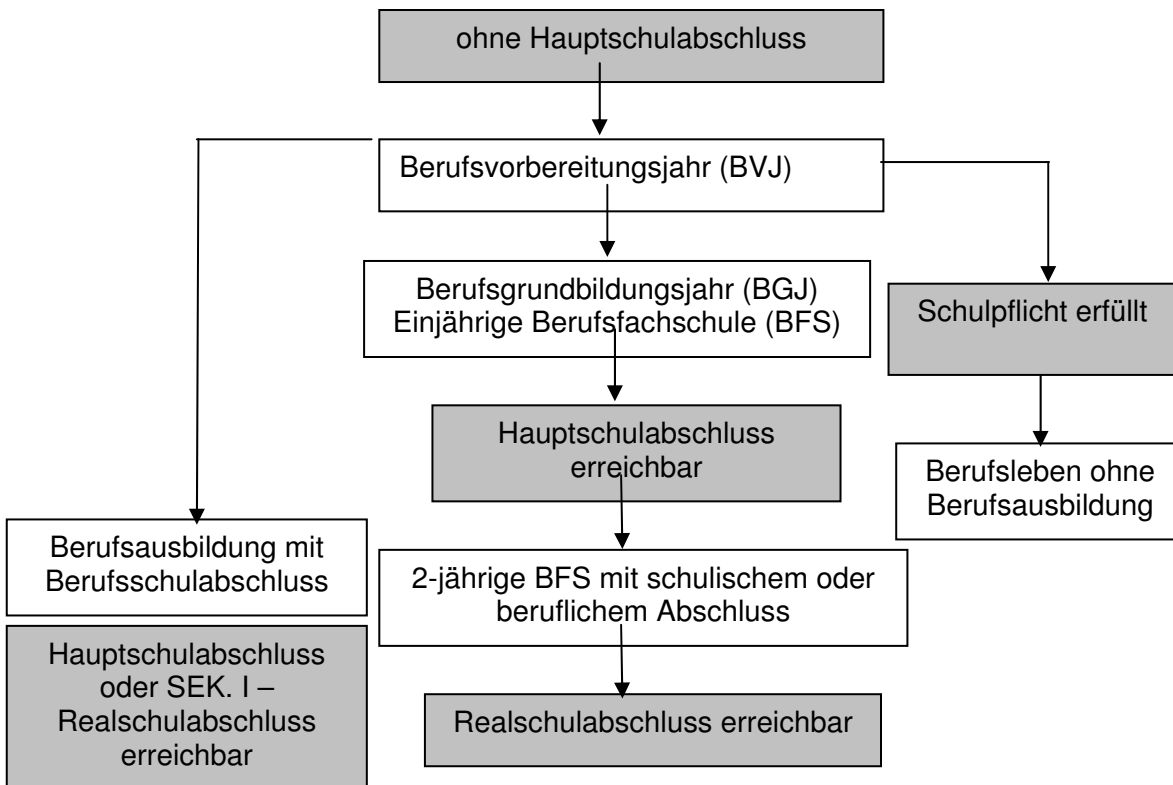 ohne Hauptschulabschluss
Berufsvorbereitungsjahr (BVJ)
Berufsgrundbildungsjahr (BGJ)
Einjährige Berufsfachschule (BFS)
Schulpflicht erfüllt
Hauptschulabschluss
erreichbar
Berufsleben ohne
Berufsausbildung
Berufsausbildung mit
Berufsschulabschluss
2-jährige BFS mit schulischem oder
beruflichem Abschluss
Hauptschulabschluss
oder SEK. I –
Realschulabschluss
erreichbar
Realschulabschluss erreichbar